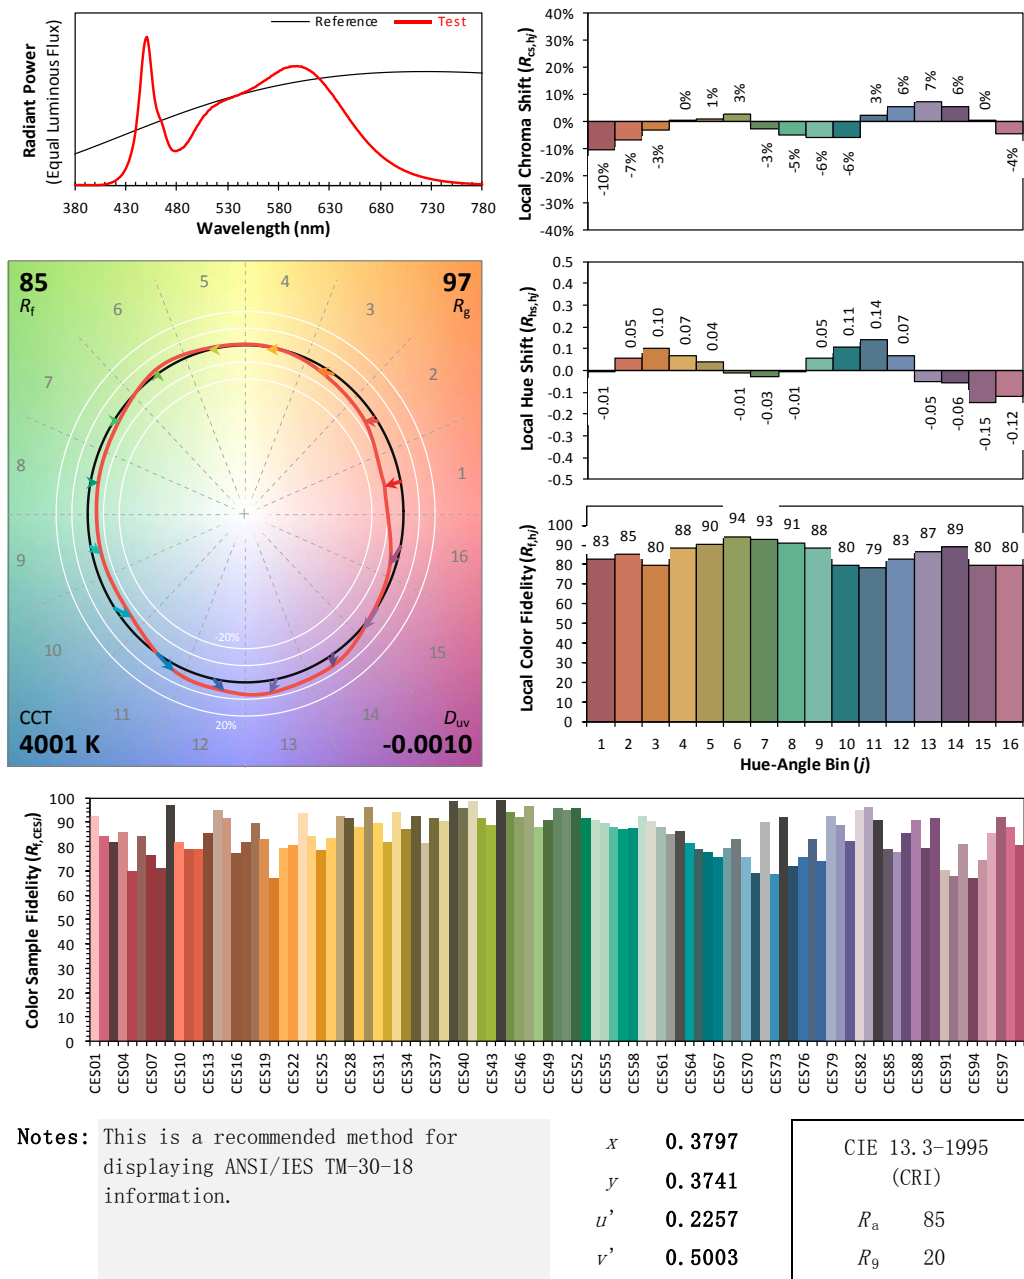 Reference
Test
Radiant Power
(Equal Luminous Flux)
380 430 480 530 580 630 680 730 780
Wavelength (nm)
Local Chroma Shift (Rcs,hj)
40%
30%
20%
10%
0%
-10%
-20%
-30%
-40%
-10% -7% -3% 0% 1% 3% -3% -5% -6% -6% 3% 6% 7% 6% 0% -4%
85
Rf
97
Rg
1
2
3
4
5
6
7
8
9
10
11
12
13
14
15
16
-20%
20%
CCT
4001 K
Duv
-0.0010
Local Hue Shift (Rhs,hj)
0.5
0.4
0.3
0.2
0.1
0.0
-0.1
-0.2
-0.3
-0.4
-0.5
-0.01 0.05 0.10 0.07 0.04 -0.01 -0.03 -0.01 0.05 0.11 0.14 0.07 -0.05 -0.06 -0.15 -0.12
Local Color Fidelity (Rf,hj)
100
90
80
70
60
50
40
30
20
10
0
83 85 80 88 90 94 93 91 88 80 79 83 87 89 80 80
1 2 3 4 5 6 7 8 9 10 11 12 13 14 15 16
Hue-Angle Bin (j)
Color Sample Fidelity (Rf,CESi)
100
90
80
70
60
50
40
30
20
10
0
CES01 CES04 CES07 CES10 CES13 CES16 CES19 CES22 CES25 CES28 CES31 CES34 CES37 CES40 CES43 CES46 CES49 CES52 CES55 CES58 CES61 CES64 CES67 CES70 CES73 CES76 CES79 CES82 CES85 CES88 CES91 CES94 CES97
Notes: This is a recommended method for
displaying ANSI/IES TM-30-18
information.
x 0.3797
y 0.3741
u' 0.2257
v' 0.5003
CIE 13.3-1995
(CRI)
Ra 85
R9 20